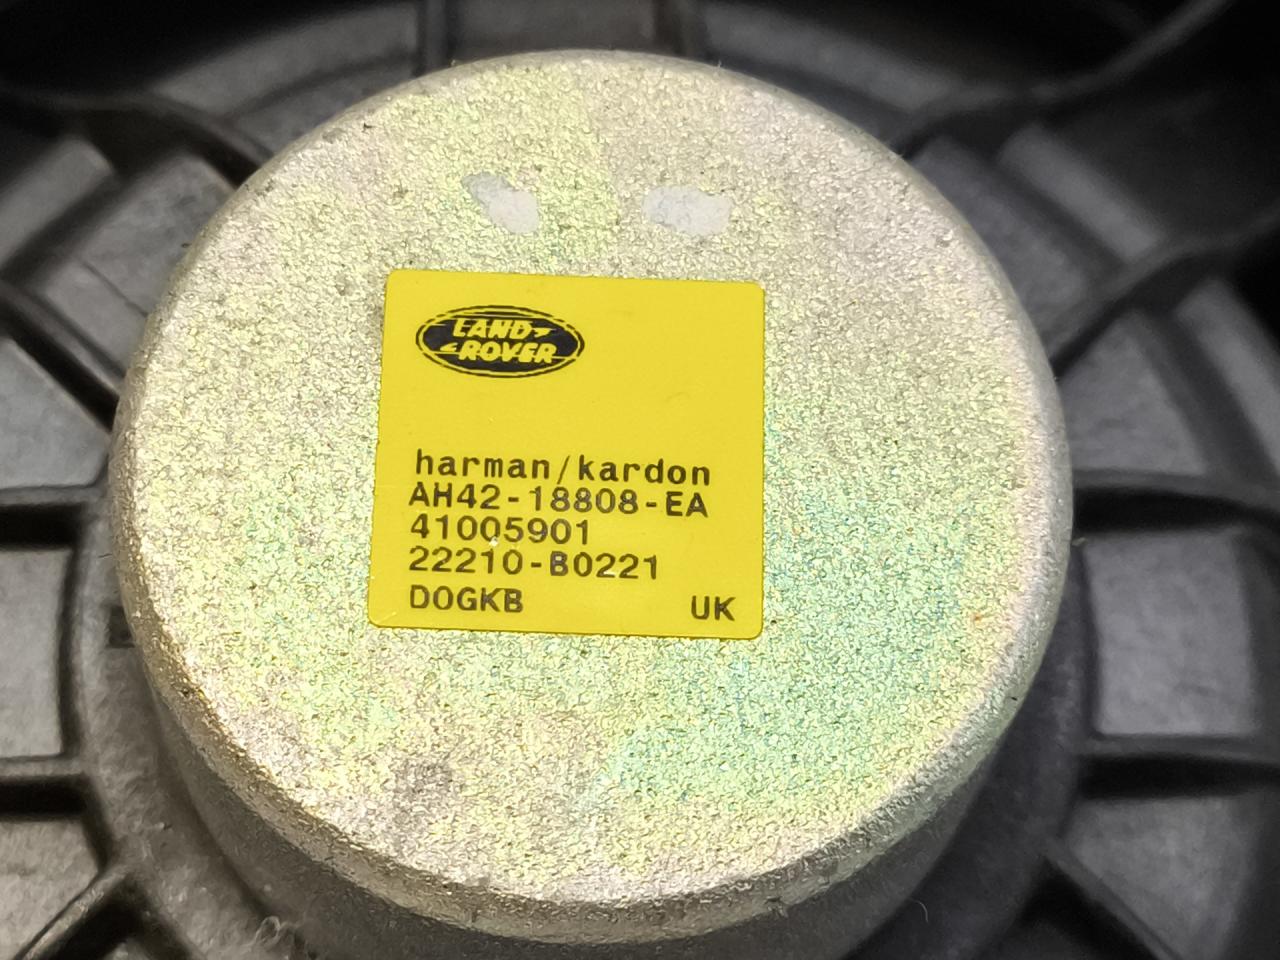 LAND
ROVER
harman/kardon
AH42-18808-EA
41005901
22210-B0221
DOGKB UK